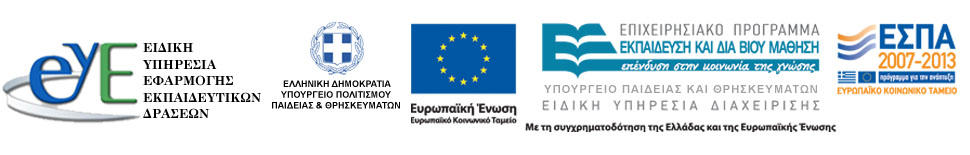 eyE
ΕΙΔΙΚΗ
ΥΠΗΡΕΣΙΑ
ΕΦΑΡΜΟΓΗΣ
ΕΚΠΑΙΔΕΥΤΙΚΩΝ
ΔΡΑΣΕΩΝ
ΕΛΛΗΝΙΚΗ ΔΗΜΟΚΡΑΤΙΑ
ΥΠΟΥΡΓΕΙΟ ΠΟΛΙΤΙΣΜΟΥ
ΠΑΙΔΕΙΑΣ & ΘΡΗΣΚΕΥΜΑΤΩΝ
Ευρωπαϊκή Ένωση
Ευρωπαϊκό Κοινωνικό Ταμείο
ΕΠΙΧΕΙΡΗΣΙΑΚΟ ΠΡΟΓΡΑΜΜΑ
ΕΚΠΑΙΔΕΥΣΗ ΚΑΙ ΔΙΑ ΒΙΟΥ ΜΑΘΗΣΗ
επένδυση στην κοινωνία της γνώσης
ΥΠΟΥΡΓΕΙΟ ΠΑΙΔΕΙΑΣ ΚΑΙ ΘΡΗΣΚΕΥΜΑΤΩΝ
ΕΙΔΙΚΗ ΥΠΗΡΕΣΙΑ ΔΙΑΧΕΙΡΙΣΗΣ
Με τη συγχρηματοδότηση της Ελλάδας και της Ευρωπαϊκής Ένωσης
ΕΣΠΑ
2007-2013
πρόγραμμα για την ανάπτυξη
ΕΥΡΩΠΑΪΚΟ ΚΟΙΝΩΝΙΚΟ ΤΑΜΕΙΟ